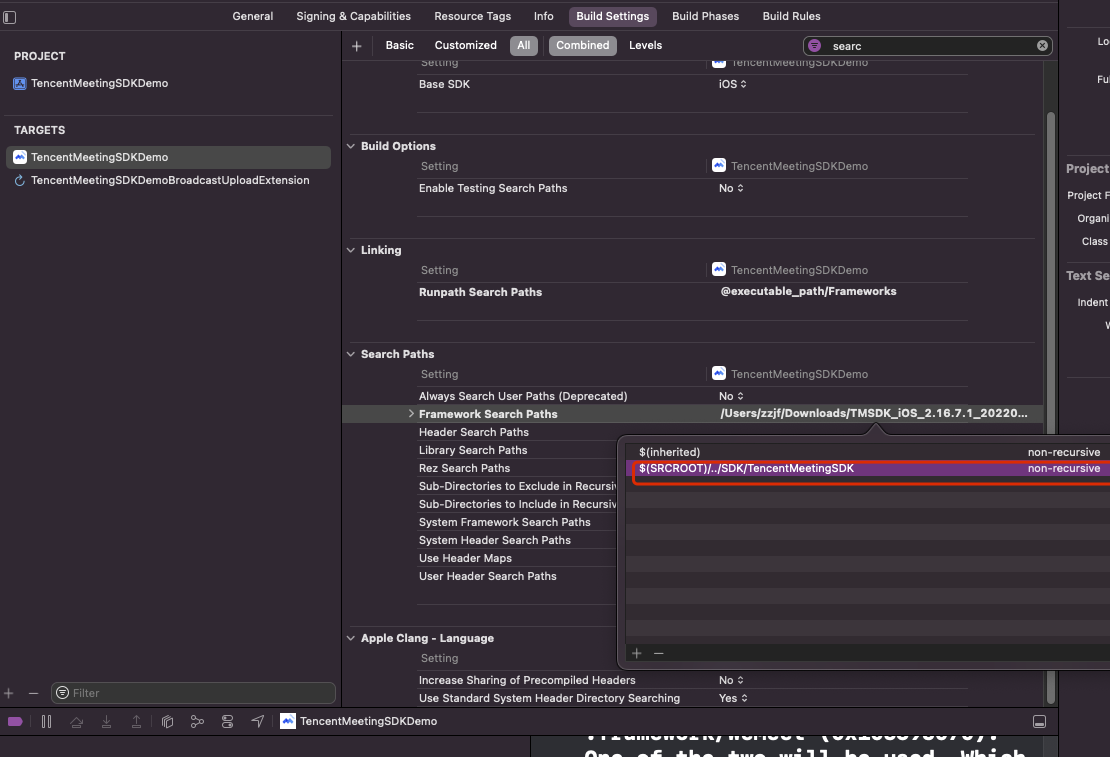 General Signing & Capabilities Resource Tags Info Build Settings Build Phases Build Rules
Basic Customized All Combined Levels searc
PROJECT
TencentMeetingSDKDemo
TARGETS
TencentMeetingSDKDemo
TencentMeetingSDKDemoBroadcastUploadExtension
Filter
Setting TencentMeetingSDKDemo
Base SDK iOS
Build Options
Setting TencentMeetingSDKDemo
Enable Testing Search Paths No
Linking
Setting TencentMeetingSDKDemo
Runpath Search Paths @executable_path/Frameworks
Search Paths
Setting TencentMeetingSDKDemo
Always Search User Paths (Deprecated) No
Framework Search Paths /Users/zzjf/Downloads/TMSDK_iOS_2.16.7.1_20220...
Header Search Paths
Library Search Paths
Rez Search Paths
Sub-Directories to Exclude in Recursiv
Sub-Directories to Include in Recursiv
System Framework Search Paths
System Header Search Paths
Use Header Maps
User Header Search Paths
$(inherited) non-recursive
$(SRCROOT)/../SDK/TencentMeetingSDK non-recursive
Apple Clang - Language
Setting
Increase Sharing of Precompiled Headers No
Use Standard System Header Directory Searching Yes
TencentMeetingSDKDemo
One of the two will be used. Which
Lo
Ful
Project
Project F
Organi
Class
Text Se
Indent
W